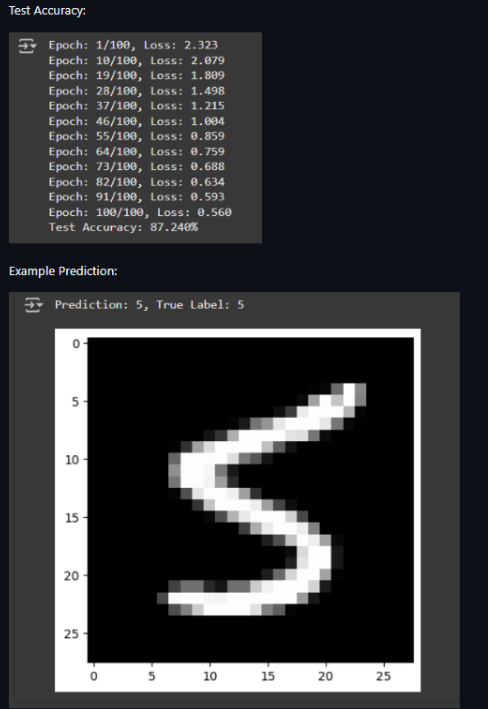 Test Accuracy:
Epoch: 1/100, Loss: 2.323
Epoch: 10/100, Loss: 2.079
Epoch: 19/100, Loss: 1.809
Epoch: 28/100, Loss: 1.498
Epoch: 37/100, Loss: 1.215
Epoch: 46/100, Loss: 1.004
Epoch: 55/100, Loss: 0.859
Epoch: 64/100, Loss: 0.759
Epoch: 73/100, Loss: 0.688
Epoch: 82/100, Loss: 0.634
Epoch: 91/100, Loss: 0.593
Epoch: 100/100, Loss: 0.560
Test Accuracy: 87.240%
Example Prediction:
Prediction: 5, True Label: 5
0
5
10
15
20
25
5
0 5 10 15 20 25